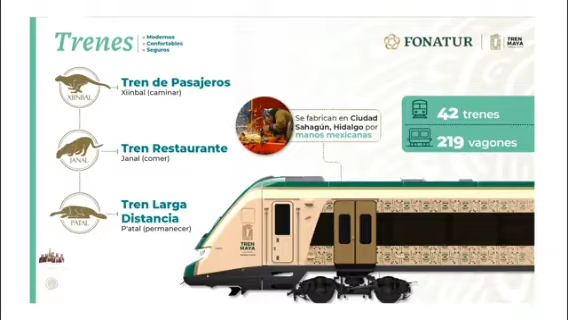 Trenes
• Modernos
• Confortables
• Seguros
FONATUR
TREN
MAYA
XIINBAL
Tren de Pasajeros
Xiinbal (caminar)
JANAL
Tren Restaurante
Janal (comer)
PATAL
Tren Larga
Distancia
P'atal (permanecer)
Se fabrican en Ciudad
Sahagún, Hidalgo por
manos mexicanas
42 trenes
219 vagones
TREN
MAYA